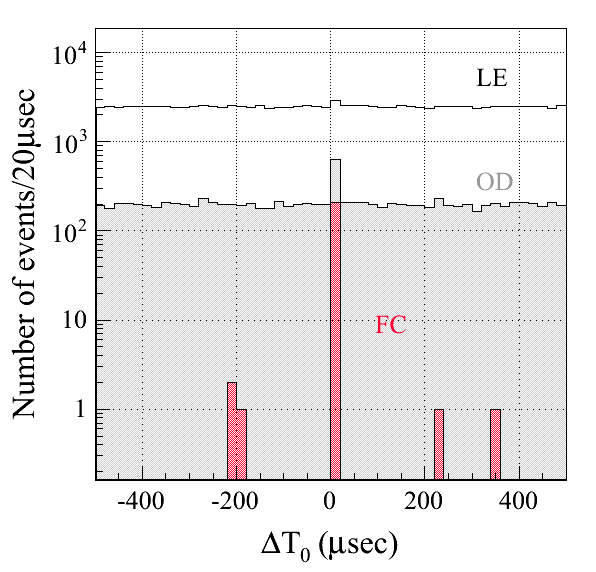 Number of events/20μsec
10⁴
10³
10²
10
1
LE
OD
FC
-400 -200 0 200 400
ΔT₀ (μsec)